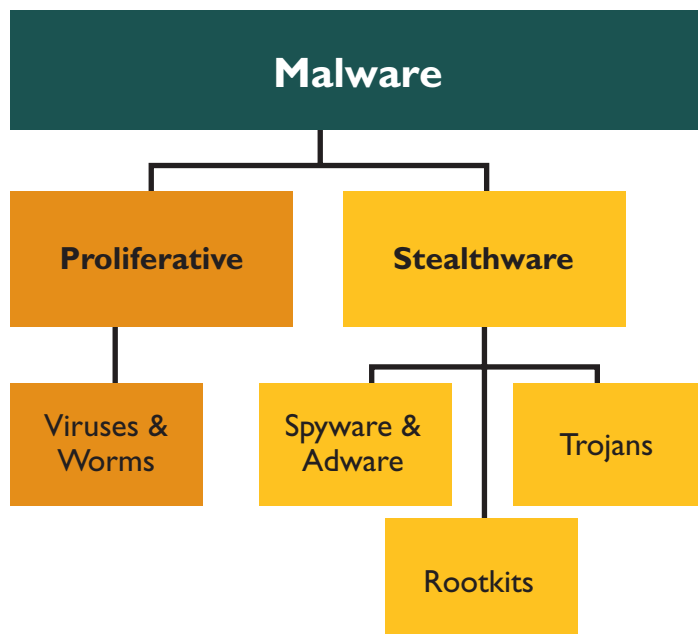 Malware
Proliferative
Stealthware
Viruses &
Worms
Spyware &
Adware
Trojans
Rootkits